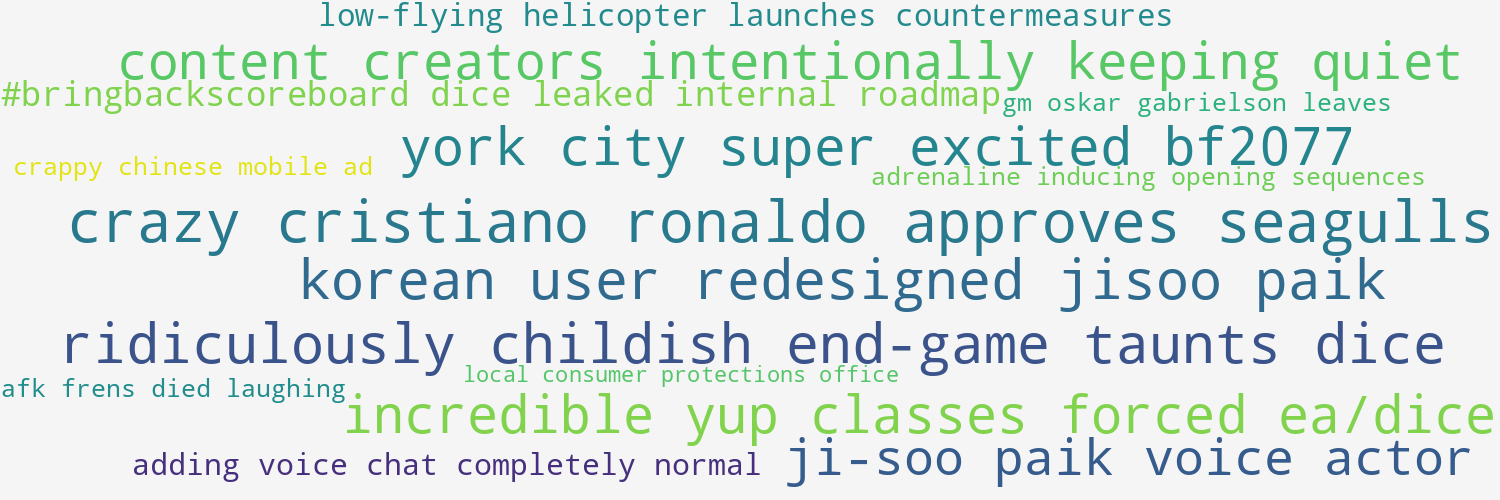 low-flying helicopter launches countermeasures
content creators intentionally keeping quiet
#bringbackscoreboard dice leaked internal roadmap
gm oskar gabrielson leaves
york city super excited bf2077
crappy chinese mobile ad
adrenaline inducing opening sequences
crazy cristiano ronaldo approves seagulls
korean user redesigned jisoo paik
ridiculously childish end-game taunts dice
local consumer protections office
afk frens died laughing
incredible yup classes forced ea/dice
ji-soo paik voice actor
adding voice chat completely normal